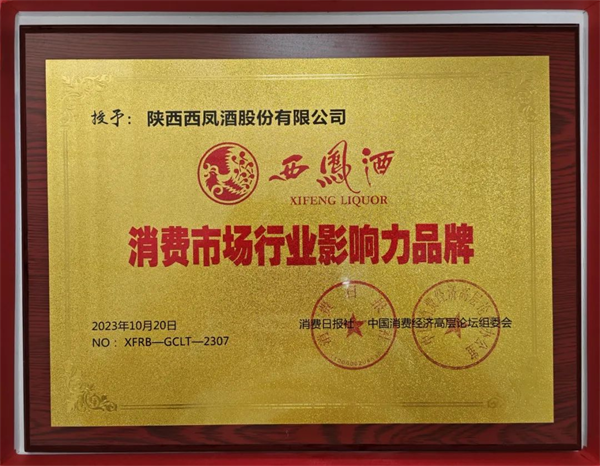 授予：陕西西凤酒股份有限公司
西鳳酒
XIFENG LIQUOR
消费市场行业影响力品牌
2023年10月20日
消费日报社 中国消费经济高层论坛组委会
NO：XFRB—GCLT—2307